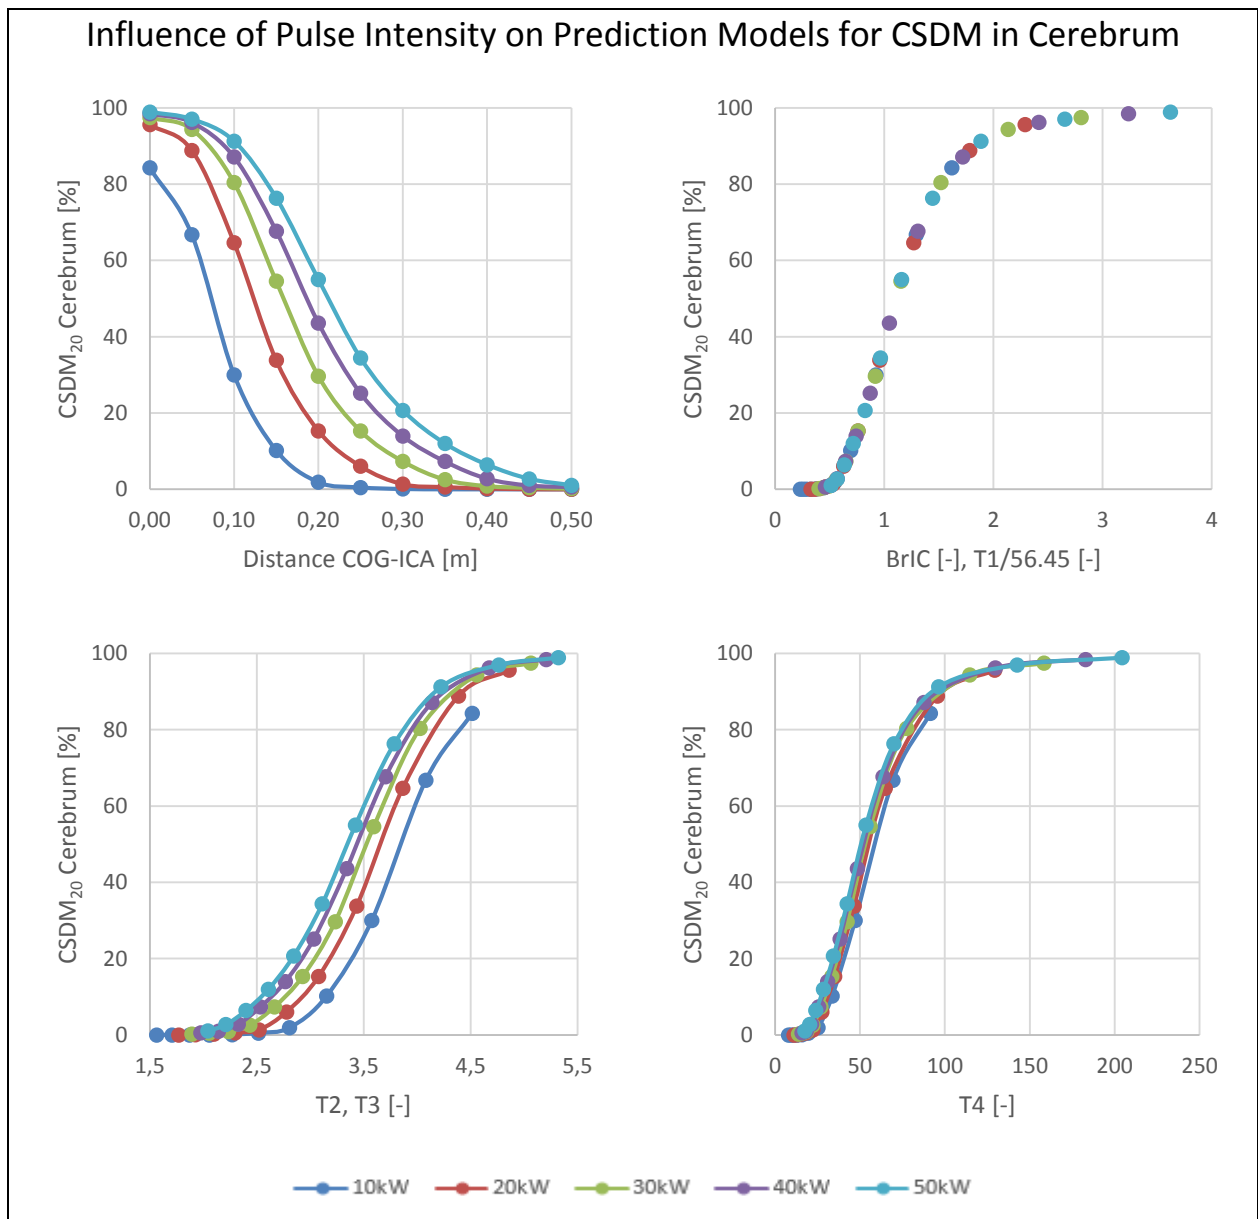 Influence of Pulse Intensity on Prediction Models for CSDM in Cerebrum
CSDM₂₀ Cerebrum [%]
100
80
60
40
20
0
0,00 0,10 0,20 0,30 0,40 0,50
Distance COG-ICA [m]
CSDM₂₀ Cerebrum [%]
100
80
60
40
20
0
0 1 2 3 4
BrIC [-], T1/56.45 [-]
CSDM₂₀ Cerebrum [%]
100
80
60
40
20
0
1,5 2,5 3,5 4,5 5,5
T2, T3 [-]
CSDM₂₀ Cerebrum [%]
100
80
60
40
20
0
0 50 100 150 200 250
T4 [-]
10kW 20kW 30kW 40kW 50kW